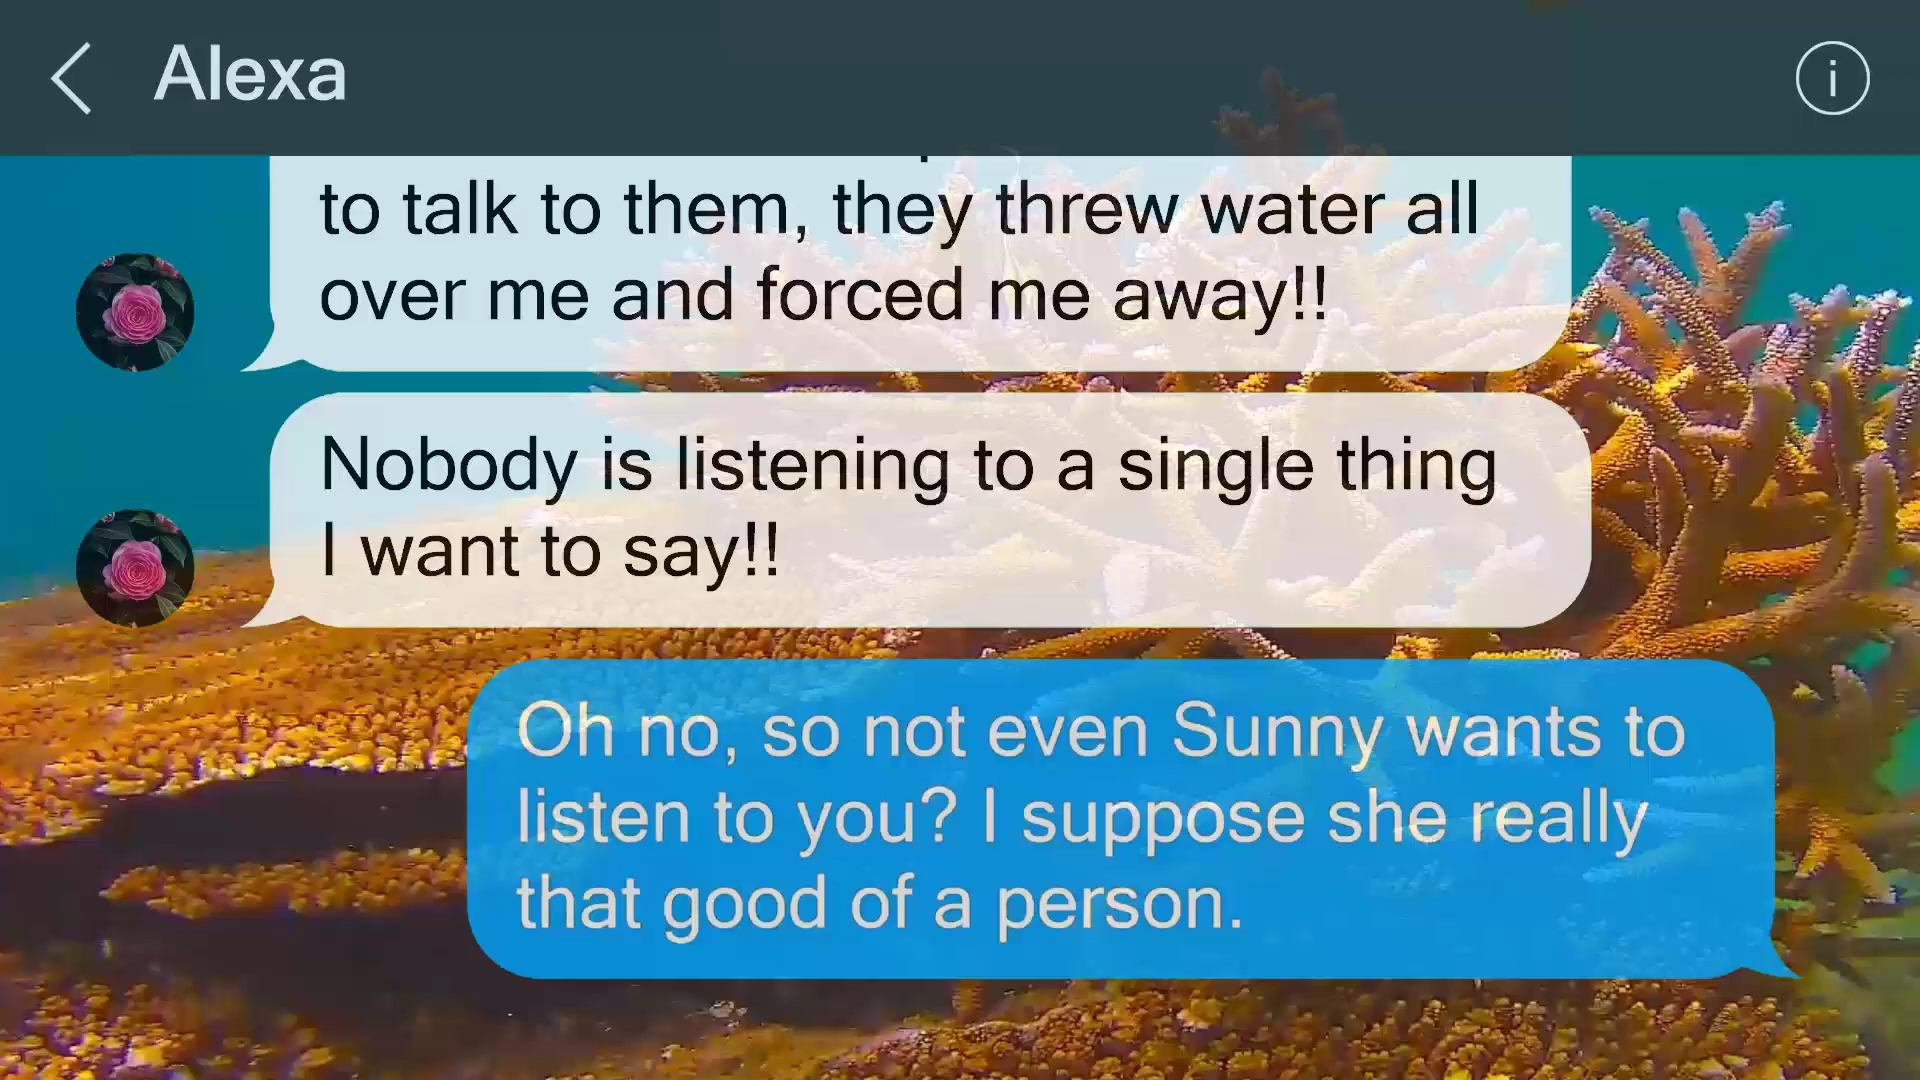 Alexa
to talk to them, they threw water all
over me and forced me away!!
Nobody is listening to a single thing
I want to say!!
Oh no, so not even Sunny wants to
listen to you? I suppose she really
that good of a person.